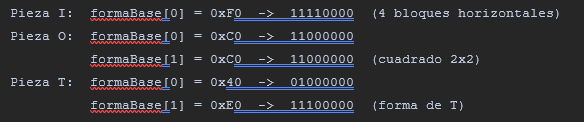 Pieza I: formaBase[0] = 0xF0 -> 11110000 (4 bloques horizontales)
Pieza O: formaBase[0] = 0xC0 -> 11000000
formaBase[1] = 0xC0 -> 11000000 (cuadrado 2x2)
Pieza T: formaBase[0] = 0x40 -> 01000000
formaBase[1] = 0xE0 -> 11100000 (forma de T)